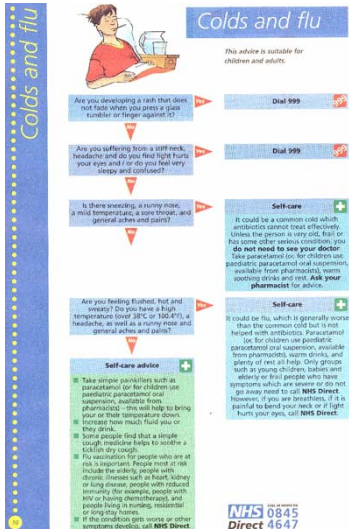 Colds and flu
Colds and flu
This advice is suitable for
children and adults.
Are you developing a rash that does
not fade when you press a glass
tumbler or finger against it?
Yes
Dial 999
999
No
Are you suffering from a stiff neck,
headache and do you find light hurts
your eyes and / or do you feel very
sleepy and confused?
Yes
Dial 999
999
No
Is there sneezing, a runny nose,
a mild temperature, a sore throat, and
general aches and pains?
Yes
Self-care
It could be a common cold which
antibiotics cannot treat effectively.
Unless the person is very old, frail or
has some other serious condition, you
do not need to see your doctor.
Take paracetamol (or for children use
paediatric paracetamol oral suspension,
available from pharmacists), warm
soothing drinks and rest. Ask your
pharmacist for advice.
No
Are you feeling flushed, hot and
sweaty? Do you have a high
temperature (over 38°C or 100.4°F), a
headache, as well as a runny nose and
general aches and pains?
Yes
Self-care
It could be flu, which is generally worse
than the common cold but is not
helped with antibiotics. Paracetamol
(or for children use paediatric
paracetamol oral suspension, available
from pharmacists), warm drinks, and
plenty of rest all help. Only groups
such as young children, babies and
elderly or frail people who have
symptoms which are severe or do not
go away need to call NHS Direct.
However, if you are breathless, if it is
painful to bend your neck or if light
hurts your eyes, call NHS Direct.
No
Self-care advice
Take simple painkillers such as
paracetamol (or for children use
paediatric paracetamol oral
suspension, available from
pharmacists) – this will help to bring
your or their temperature down.
Increase how much fluid you or
they drink.
Some people find that a simple
cough medicine helps to soothe a
ticklish dry cough.
Flu vaccination for people who are at
risk is important. People most at risk
include the elderly, people with
chronic illnesses such as heart, kidney
or lung disease, people with reduced
immunity (for example, people with
HIV or having chemotherapy), and
people living in nursing, residential
or long-stay homes.
If the condition gets worse or other
symptoms develop, call NHS Direct.
NHS 0845
Direct 4647